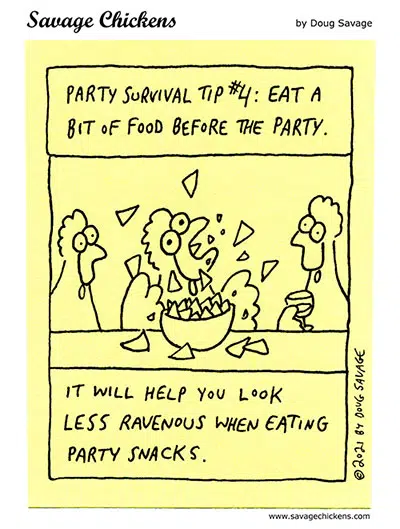 Savage Chickens
by Doug Savage
PARTY SURVIVAL TIP #4: EAT A
BIT OF FOOD BEFORE THE PARTY.
IT WILL HELP YOU LOOK
LESS RAVENOUS WHEN EATING
PARTY SNACKS.
©2021 BY DOUG SAVAGE
www.savagechickens.com